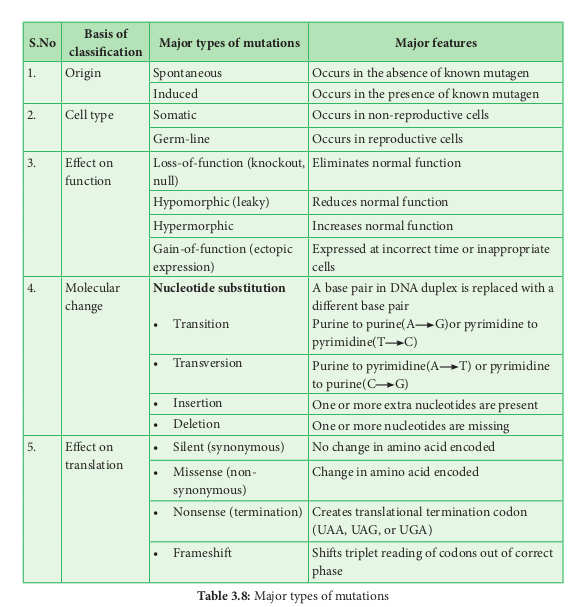 S.No Basis of classification Major types of mutations Major features
1. Origin Spontaneous Occurs in the absence of known mutagen
Induced Occurs in the presence of known mutagen
2. Cell type Somatic Occurs in non-reproductive cells
Germ-line Occurs in reproductive cells
3. Effect on function Loss-of-function (knockout, null) Eliminates normal function
Hypomorphic (leaky) Reduces normal function
Hypermorphic Increases normal function
Gain-of-function (ectopic expression) Expressed at incorrect time or inappropriate cells
4. Molecular change Nucleotide substitution A base pair in DNA duplex is replaced with a different base pair
• Transition Purine to purine(A→G)or pyrimidine to pyrimidine(T→C)
• Transversion Purine to pyrimidine(A→T) or pyrimidine to purine(C→G)
• Insertion One or more extra nucleotides are present
• Deletion One or more nucleotides are missing
5. Effect on translation • Silent (synonymous) No change in amino acid encoded
• Missense (non-synonymous) Change in amino acid encoded
• Nonsense (termination) Creates translational termination codon (UAA, UAG, or UGA)
• Frameshift Shifts triplet reading of codons out of correct phase
Table 3.8: Major types of mutations